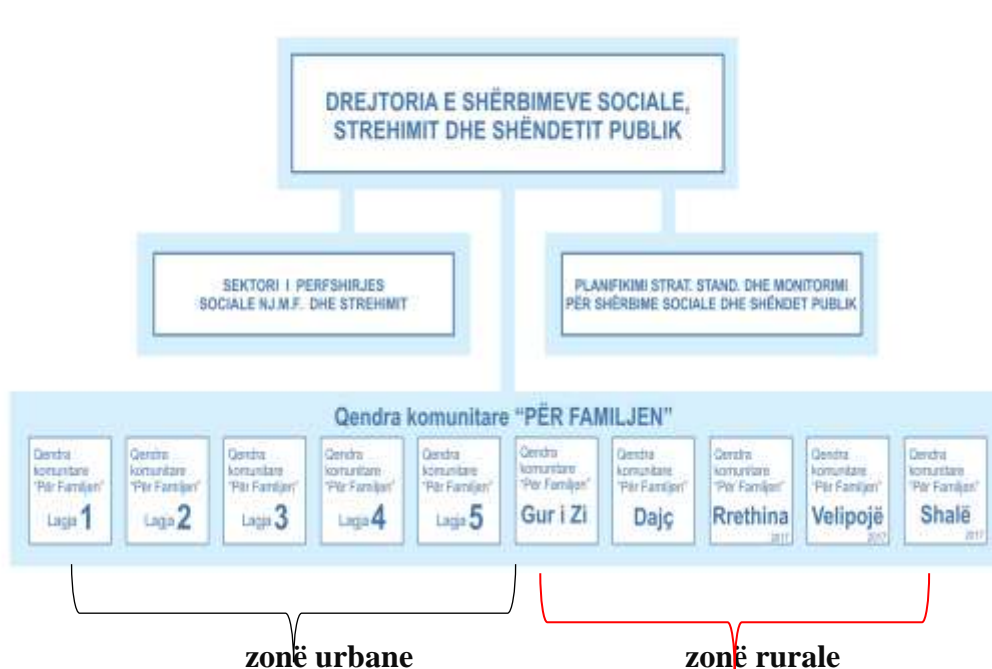 DREJTORIA E SHËRBIMEVE SOCIALE,
STREHIMIT DHE SHËNDETIT PUBLIK
SEKTORI I PERFSHIRJES
SOCIALE NJ.M.F. DHE STREHIMIT
PLANIFIKIMI STRAT. STAND. DHE MONITORIMI
PËR SHËRBIME SOCIALE DHE SHËNDET PUBLIK
Qendra komunitare “PËR FAMILJEN”
Qendra
komunitare
“Për Familjen”
Lagja 1
Qendra
komunitare
“Për Familjen”
Lagja 2
Qendra
komunitare
“Për Familjen”
Lagja 3
Qendra
komunitare
“Për Familjen”
Lagja 4
Qendra
komunitare
“Për Familjen”
Lagja 5
Qendra
komunitare
“Për Familjen”
Gur i Zi
Qendra
komunitare
“Për Familjen”
Dajç
Qendra
komunitare
“Për Familjen”
Rrethina
2017
Qendra
komunitare
“Për Familjen”
Velipojë
2017
Qendra
komunitare
“Për Familjen”
Shalë
2017
zonë urbane
zonë rurale